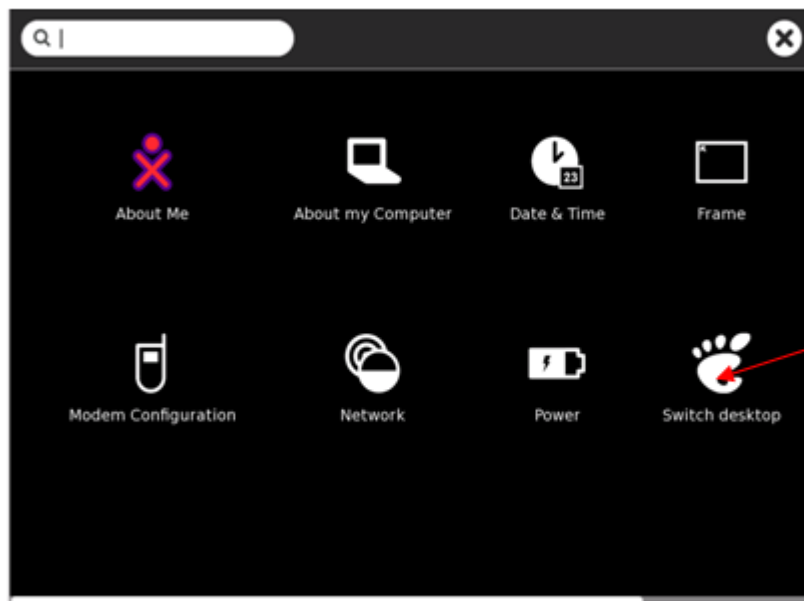 About Me
About my Computer
Date & Time
23
Frame
Modem Configuration
Network
Power
Switch desktop